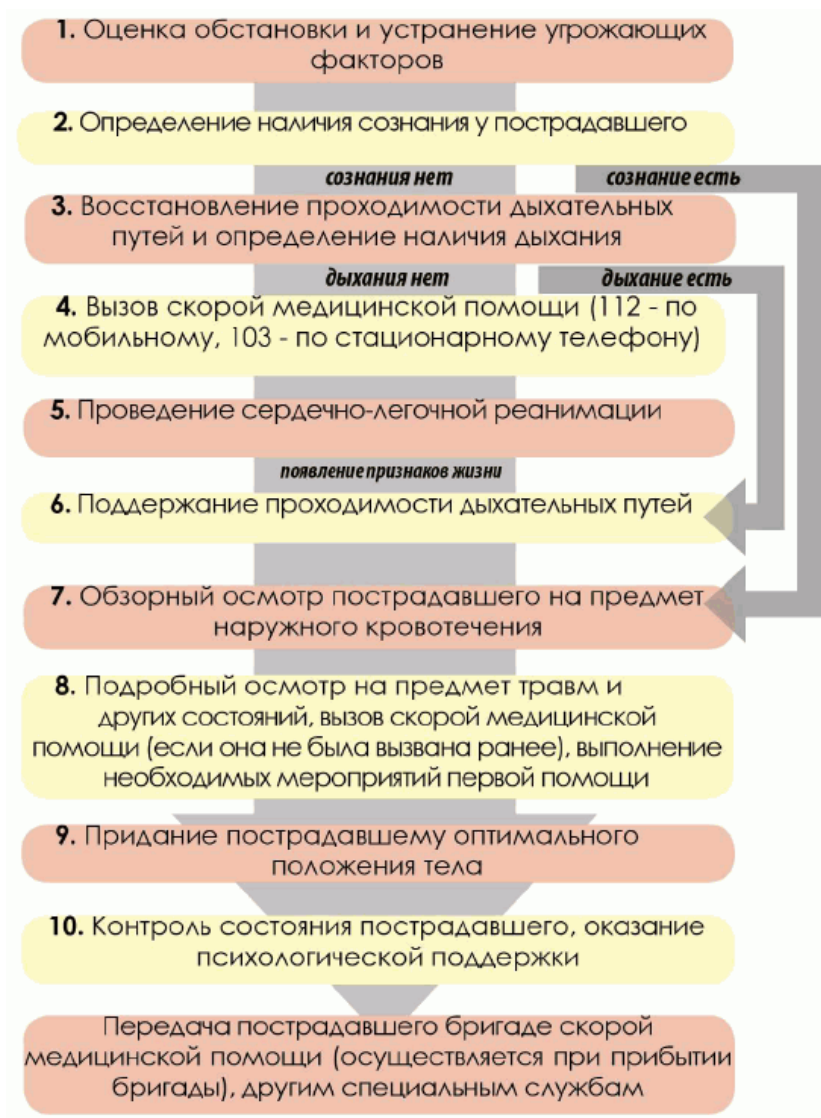 1. Оценка обстановки и устранение угрожающих
факторов
2. Определение наличия сознания у пострадавшего
сознания нет
сознание есть
3. Восстановление проходимости дыхательных
путей и определение наличия дыхания
дыхания нет
дыхание есть
4. Вызов скорой медицинской помощи (112 - по
мобильному, 103 - по стационарному телефону)
5. Проведение сердечно-легочной реанимации
появление признаков жизни
6. Поддержание проходимости дыхательных путей
7. Обзорный осмотр пострадавшего на предмет
наружного кровотечения
8. Подробный осмотр на предмет травм и
других состояний, вызов скорой медицинской
помощи (если она не была вызвана ранее), выполнение
необходимых мероприятий первой помощи
9. Придание пострадавшему оптимального
положения тела
10. Контроль состояния пострадавшего, оказание
психологической поддержки
Передача пострадавшего бригаде скорой
медицинской помощи (осуществляется при прибытии
бригады), другим специальным службам